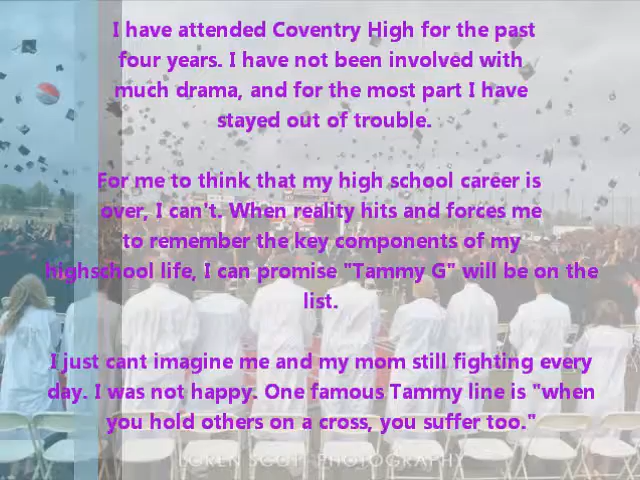 I have attended Coventry High for the past
four years. I have not been involved with
much drama, and for the most part I have
stayed out of trouble.
For me to think that my high school career is
over, I can't. When reality hits and forces me
to remember the key components of my
highschool life, I can promise "Tammy G" will be on the
list.
I just cant imagine me and my mom still fighting every
day. I was not happy. One famous Tammy line is "when
you hold others on a cross, you suffer too."
LOREN SCOTT PHOTOGRAPHY